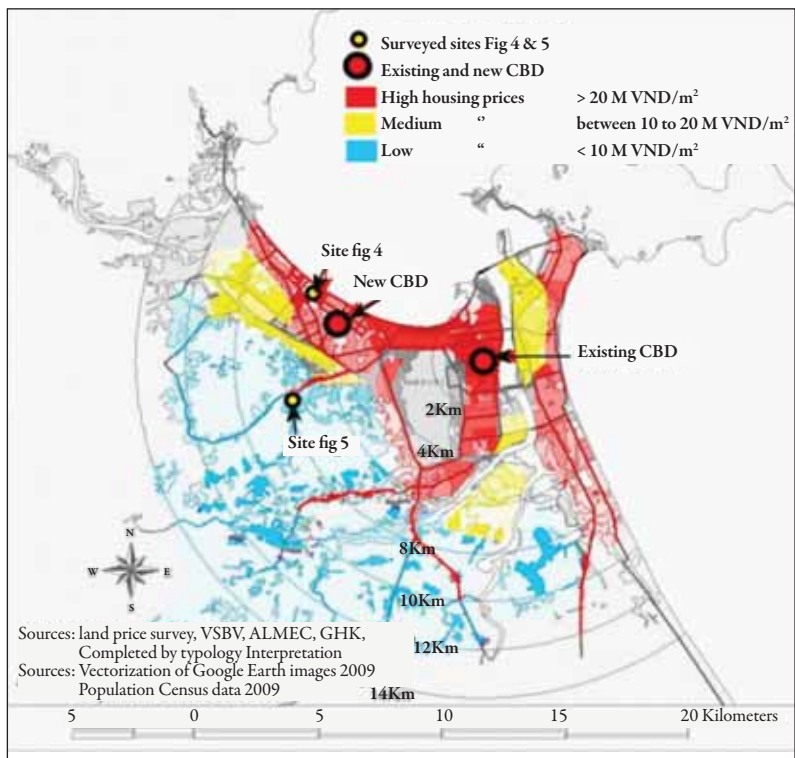 Surveyed sites Fig 4 & 5
Existing and new CBD
High housing prices > 20 M VND/m²
Medium “ between 10 to 20 M VND/m²
Low “ < 10 M VND/m²
Site fig 4
New CBD
Existing CBD
2Km
Site fig 5
4Km
N
W E
S
8Km
10Km
12Km
14Km
Sources: land price survey, VSBV, ALMEC, GHK,
Completed by typology Interpretation
Sources: Vectorization of Google Earth images 2009
Population Census data 2009
5 0 5 10 15 20 Kilometers